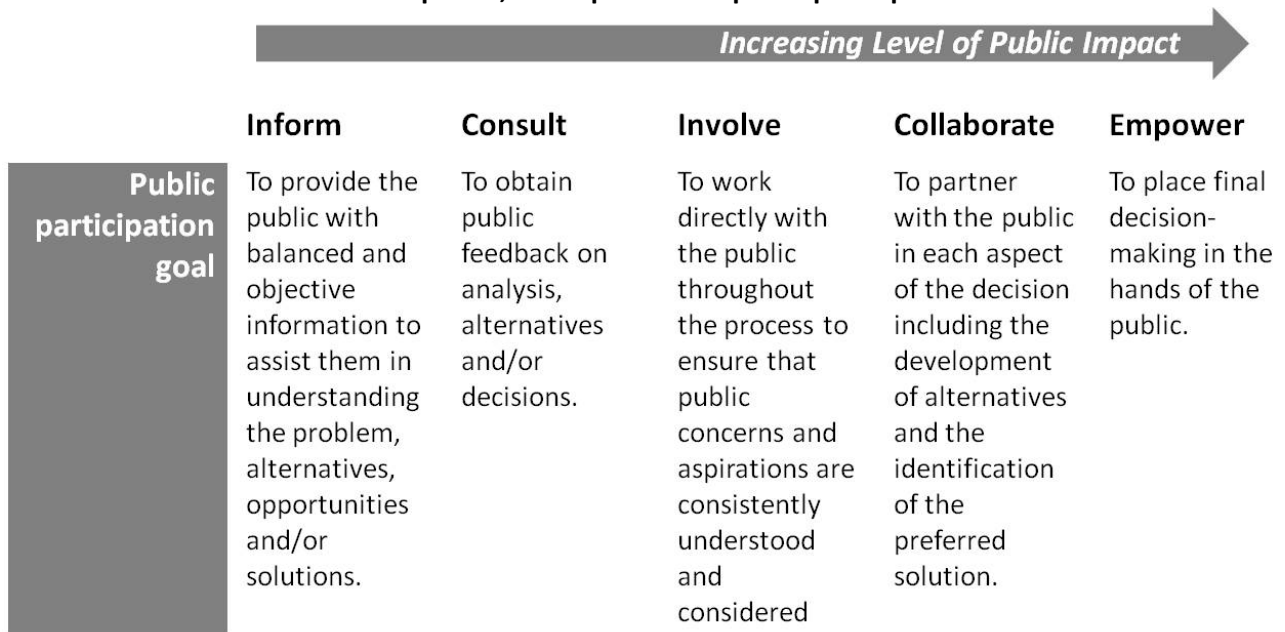 Increasing Level of Public Impact
Inform
Consult
Involve
Collaborate
Empower
Public
participation
goal
To provide the
public with
balanced and
objective
information to
assist them in
understanding
the problem,
alternatives,
opportunities
and/or
solutions.
To obtain
public
feedback on
analysis,
alternatives
and/or
decisions.
To work
directly with
the public
throughout
the process to
ensure that
public
concerns and
aspirations are
consistently
understood
and
considered
To partner
with the public
in each aspect
of the decision
including the
development
of alternatives
and the
identification
of the
preferred
solution.
To place final
decision-
making in the
hands of the
public.